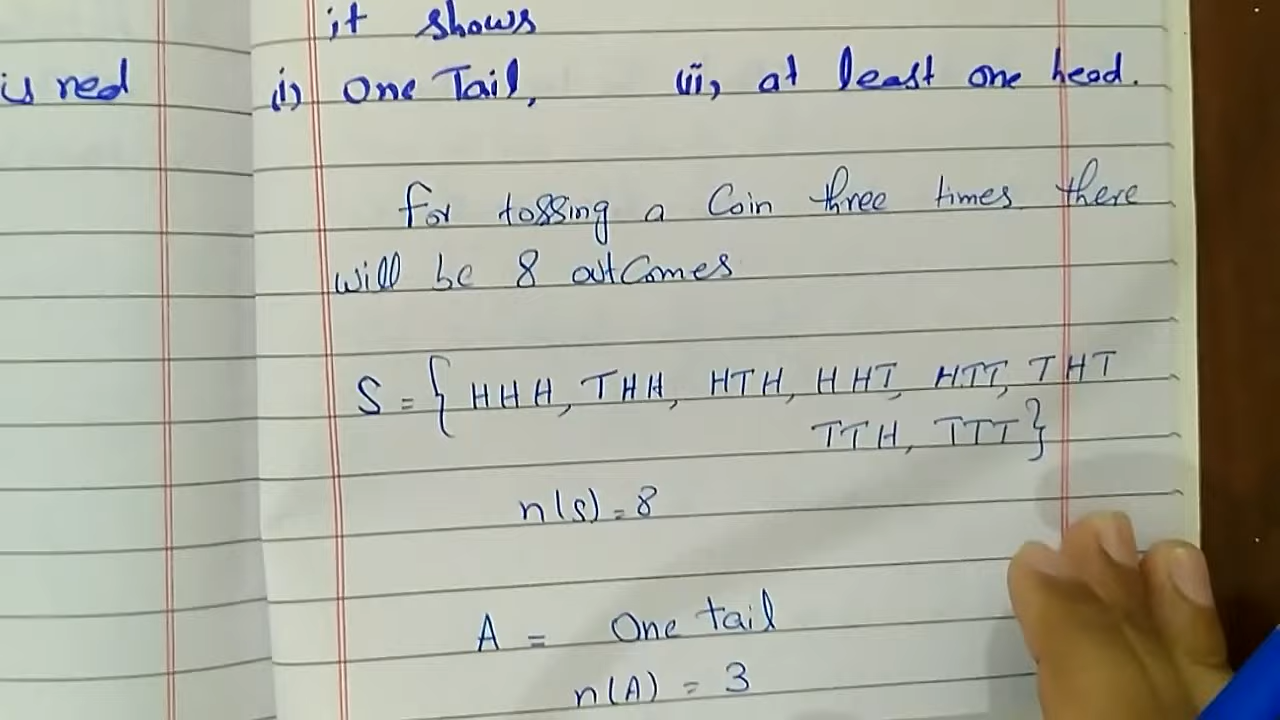 it shows
is red
(i) One Tail, (ii) at least one head.
For tossing a Coin three times there
will be 8 outComes
S = { HHH, THH, HTH, HHT, HTT, THT
TTH, TTT}
n(s) = 8
A = One tail
n(A) = 3